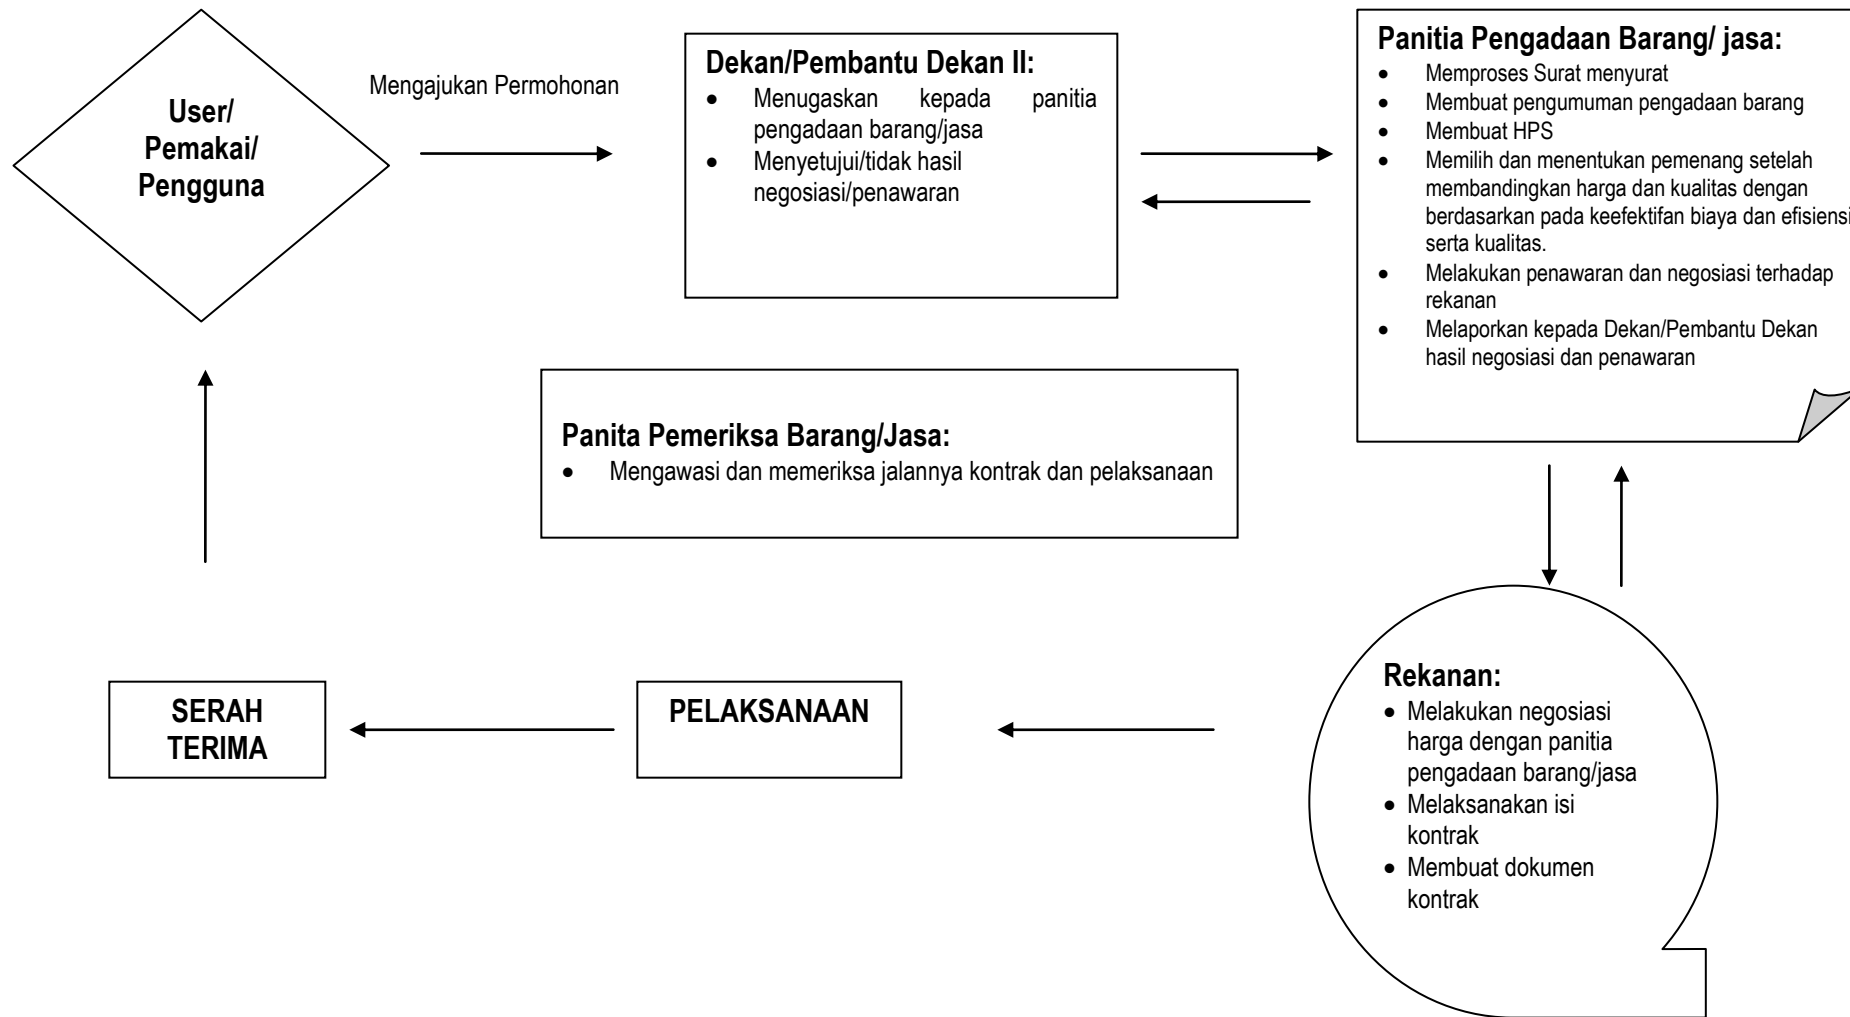 User/
Pemakai/
Pengguna
Mengajukan Permohonan
Dekan/Pembantu Dekan II:
• Menugaskan kepada panitia
pengadaan barang/jasa
• Menyetujui/tidak hasil
negosiasi/penawaran
Panitia Pengadaan Barang/ jasa:
• Memproses Surat menyurat
• Membuat pengumuman pengadaan barang
• Membuat HPS
• Memilih dan menentukan pemenang setelah
membandingkan harga dan kualitas dengan
berdasarkan pada keefektifan biaya dan efisiensi
serta kualitas.
• Melakukan penawaran dan negosiasi terhadap
rekanan
• Melaporkan kepada Dekan/Pembantu Dekan
hasil negosiasi dan penawaran
Panita Pemeriksa Barang/Jasa:
• Mengawasi dan memeriksa jalannya kontrak dan pelaksanaan
Rekanan:
• Melakukan negosiasi
harga dengan panitia
pengadaan barang/jasa
• Melaksanakan isi
kontrak
• Membuat dokumen
kontrak
PELAKSANAAN
SERAH
TERIMA